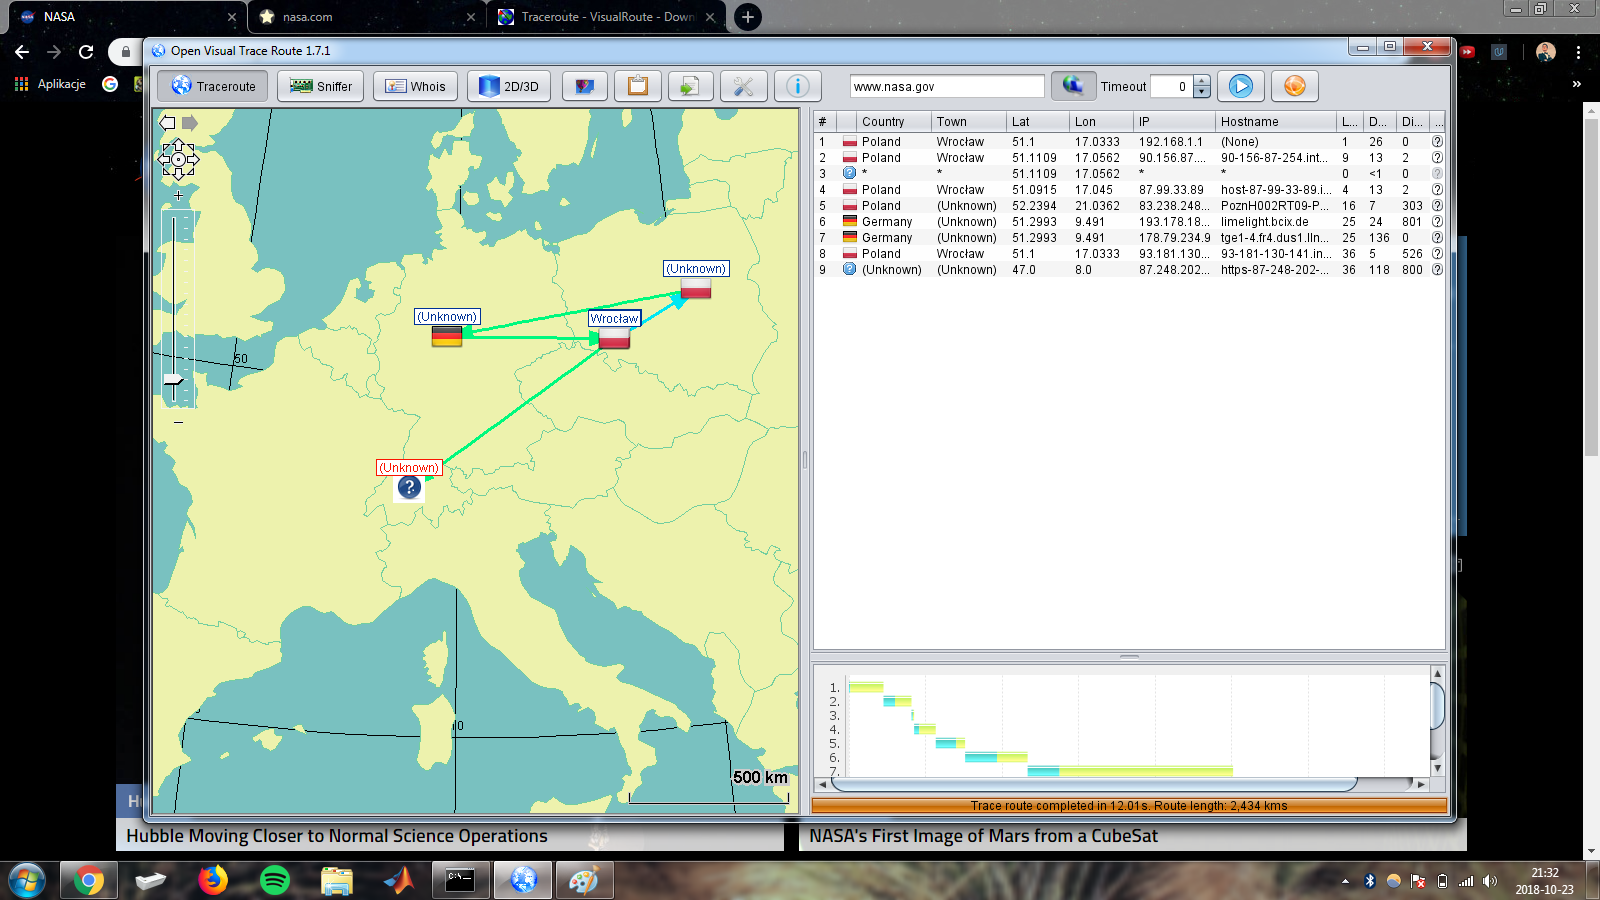 NASA
nasa.com
Traceroute - VisualRoute - Down
Aplikacje
Open Visual Trace Route 1.7.1
Traceroute
Sniffer
Whois
2D/3D
www.nasa.gov
Timeout
0
# Country Town Lat Lon IP Hostname L... D... Di... ...
1 Poland Wrocław 51.1 17.0333 192.168.1.1 (None) 1 26 0
2 Poland Wrocław 51.1109 17.0562 90.156.87.... 90-156-87-254.int... 9 13 2
3 * * 51.1109 17.0562 * * 0 <1 0
4 Poland Wrocław 51.0915 17.045 87.99.33.89 host-87-99-33-89.i... 4 13 2
5 Poland (Unknown) 52.2394 21.0362 83.238.248... PoznH002RT09-P... 16 7 303
6 Germany (Unknown) 51.2993 9.491 193.178.18... limelight.bcix.de 25 24 801
7 Germany (Unknown) 51.2993 9.491 178.79.234.9 tge1-4.fr4.dus1.lln... 25 136 0
8 Poland Wrocław 51.1 17.0333 93.181.130... 93-181-130-141.in... 36 5 526
9 (Unknown) (Unknown) 47.0 8.0 87.248.202... https-87-248-202-... 36 118 800
(Unknown)
(Unknown)
Wrocław
50
(Unknown)
500 km
1.
2.
3.
4.
5.
6.
7.
Trace route completed in 12.01s. Route length: 2,434 kms
Hubble Moving Closer to Normal Science Operations
NASA's First Image of Mars from a CubeSat
C:\
21:32
2018-10-23